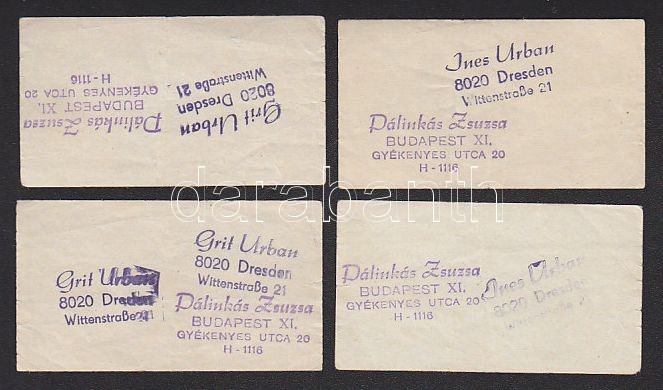 Grit Urban
8020 Dresden
Wittenstraße 21
Pálinkás Zsuzsa
BUDAPEST XI.
GYÉKENYES UTCA 20
H-1116
Ines Urban
8020 Dresden
Wittenstraße 21
Pálinkás Zsuzsa
BUDAPEST XI.
GYÉKENYES UTCA 20
H-1116
Grit Urban
8020 Dresden
Wittenstraße 21
Grit Urban
8020 Dresden
Wittenstraße 21
Pálinkás Zsuzsa
BUDAPEST XI.
GYÉKENYES UTCA 20
H-1116
Pálinkás Zsuzsa
BUDAPEST XI.
GYÉKENYES UTCA 20
H-1116
Ines Urban
8020 Dresden
Wittenstraße 21
darabanth